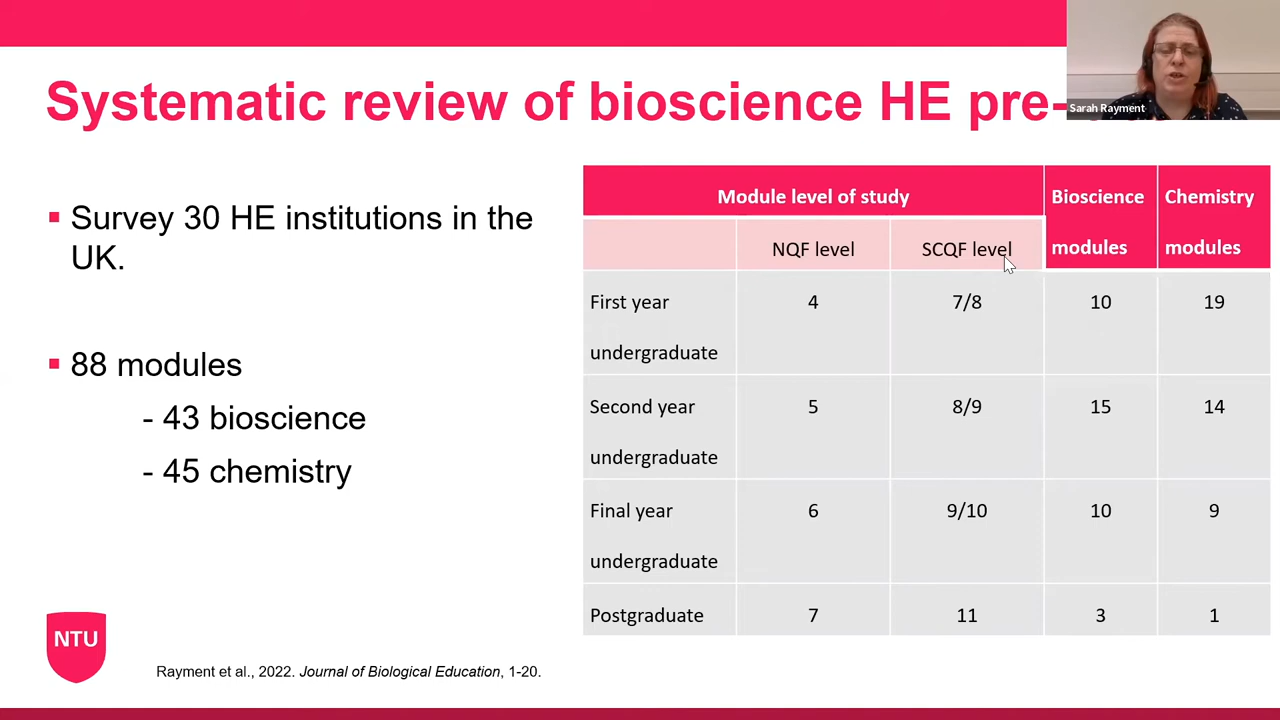 Systematic review of bioscience HE pre-
Sarah Rayment
▪ Survey 30 HE institutions in the
UK.
▪ 88 modules
- 43 bioscience
- 45 chemistry
Module level of study
Bioscience modules
Chemistry modules
NQF level
SCQF level
First year undergraduate 4 7/8 10 19
Second year undergraduate 5 8/9 15 14
Final year undergraduate 6 9/10 10 9
Postgraduate 7 11 3 1
NTU
Rayment et al., 2022. Journal of Biological Education, 1-20.